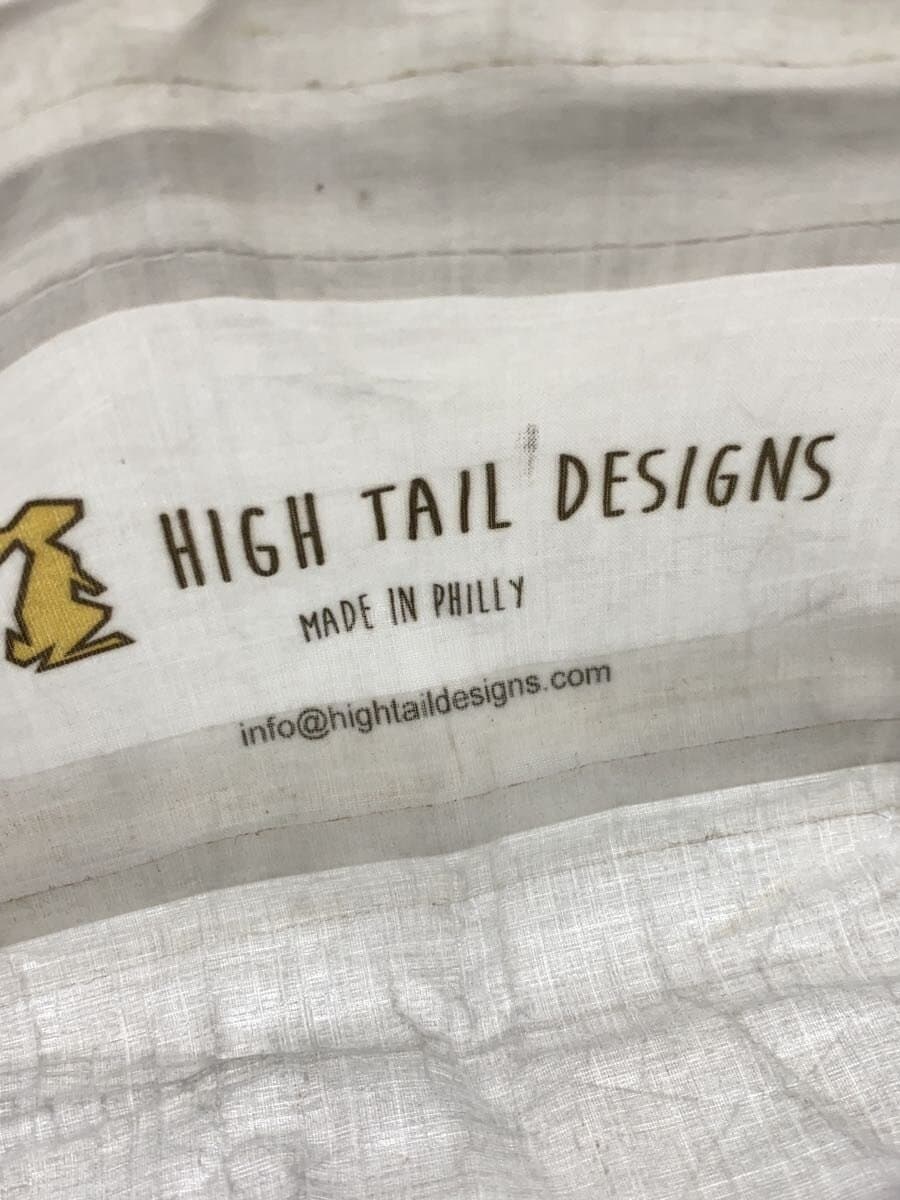 HIGH TAIL DESIGNS
MADE IN PHILLY
info@hightaildesigns.com